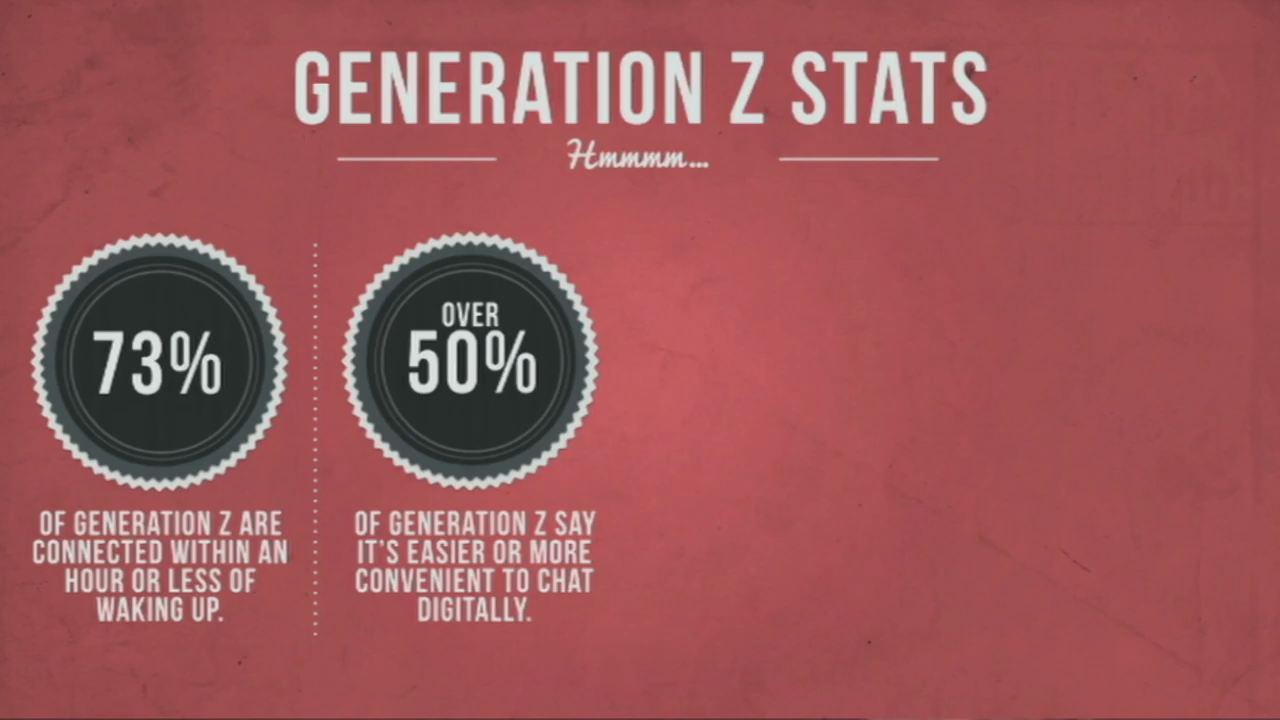 GENERATION Z STATS
Hmmmm...
73%
OF GENERATION Z ARE
CONNECTED WITHIN AN
HOUR OR LESS OF
WAKING UP.
OVER
50%
OF GENERATION Z SAY
IT'S EASIER OR MORE
CONVENIENT TO CHAT
DIGITALLY.